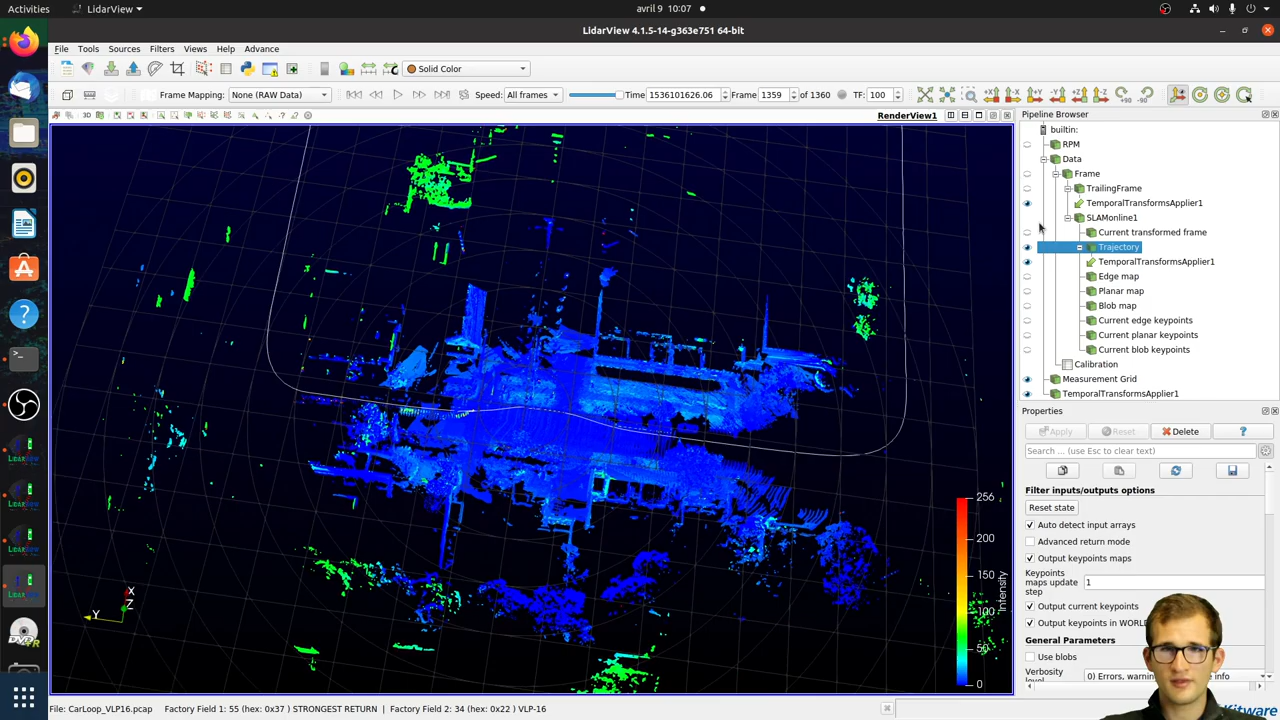 Activities
LidarView
avril 9 10:07
LidarView 4.1.5-14-g363e751 64-bit
File Tools Sources Filters Views Help Advance
Solid Color
Frame Mapping: None (RAW Data)
Speed: All frames
Time 1536101626.06
Frame 1359 of 1360
TF: 100
+90 -90
3D
RenderView1
Pipeline Browser
builtin:
RPM
Data
Frame
TrailingFrame
TemporalTransformsApplier1
SLAMonline1
Current transformed frame
Trajectory
TemporalTransformsApplier1
Edge map
Planar map
Blob map
Current edge keypoints
Current planar keypoints
Current blob keypoints
Calibration
Measurement Grid
TemporalTransformsApplier1
Properties
Apply Reset Delete ?
Search ... (use Esc to clear text)
Filter inputs/outputs options
Reset state
Auto detect input arrays
Advanced return mode
Output keypoints maps
Keypoints
maps update 1
step
Output current keypoints
Output keypoints in WORL
General Parameters
Use blobs
Verbosity
level 0) Errors, warnin
info
256
200
150
100
50
0
Intensity
X
Z
Y
File: CarLoop_VLP16.pcap Factory Field 1: 55 (hex: 0x37 ) STRONGEST RETURN | Factory Field 2: 34 (hex: 0x22 ) VLP-16
Kitware